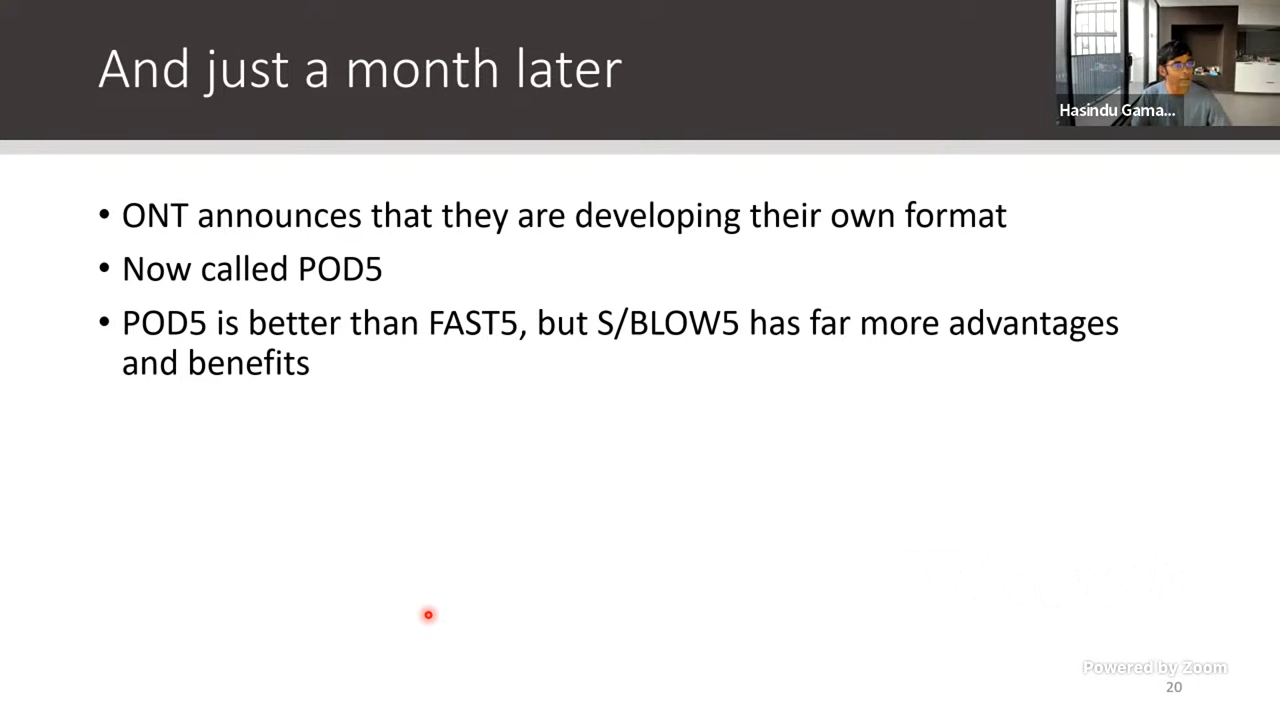 And just a month later
Hasindu Gama...
• ONT announces that they are developing their own format
• Now called POD5
• POD5 is better than FAST5, but S/BLOW5 has far more advantages
and benefits
Powered by Zoom
20